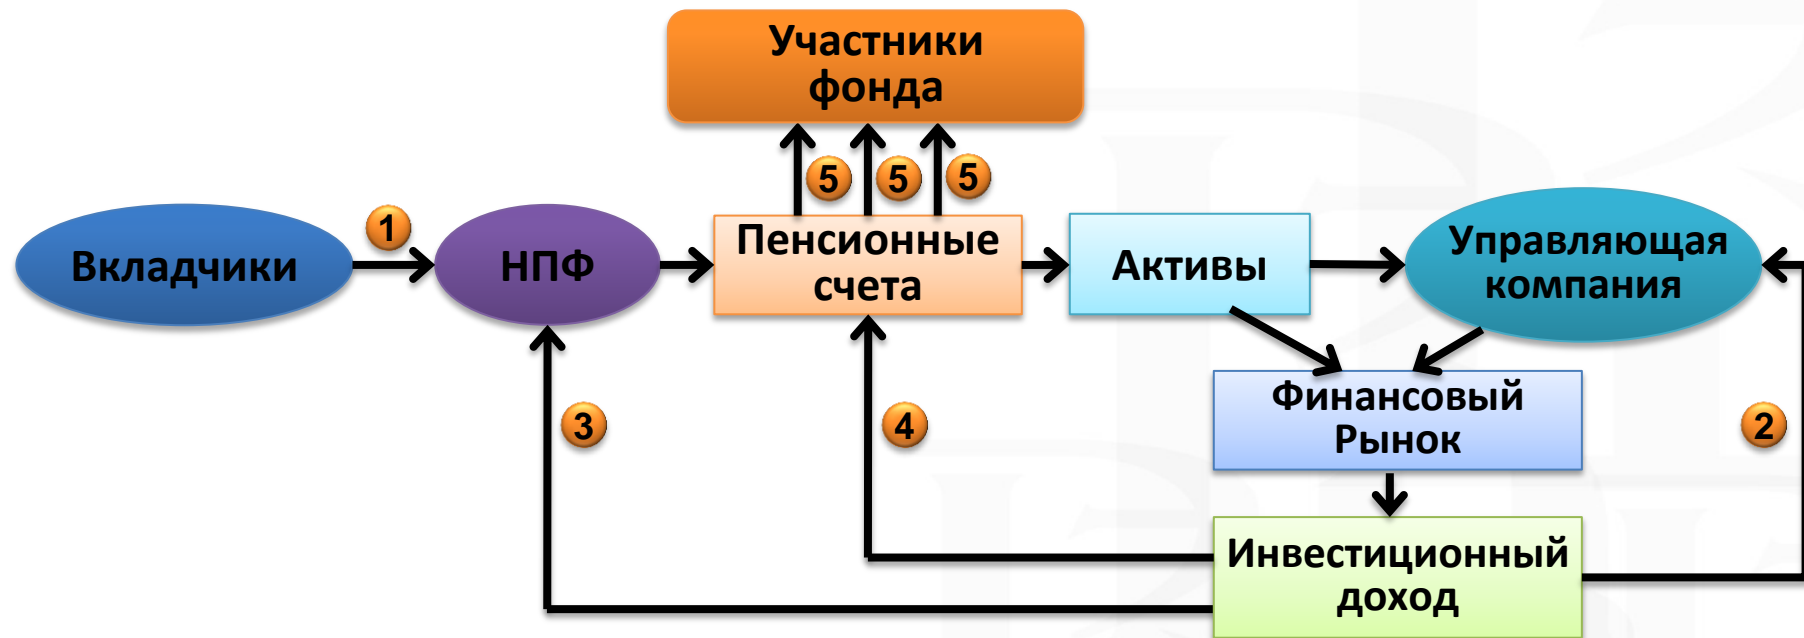 Участники
фонда
5
5
5
1
Вкладчики
НПФ
Пенсионные
счета
Активы
Управляющая
компания
Финансовый
Рынок
3
4
2
Инвестиционный
доход